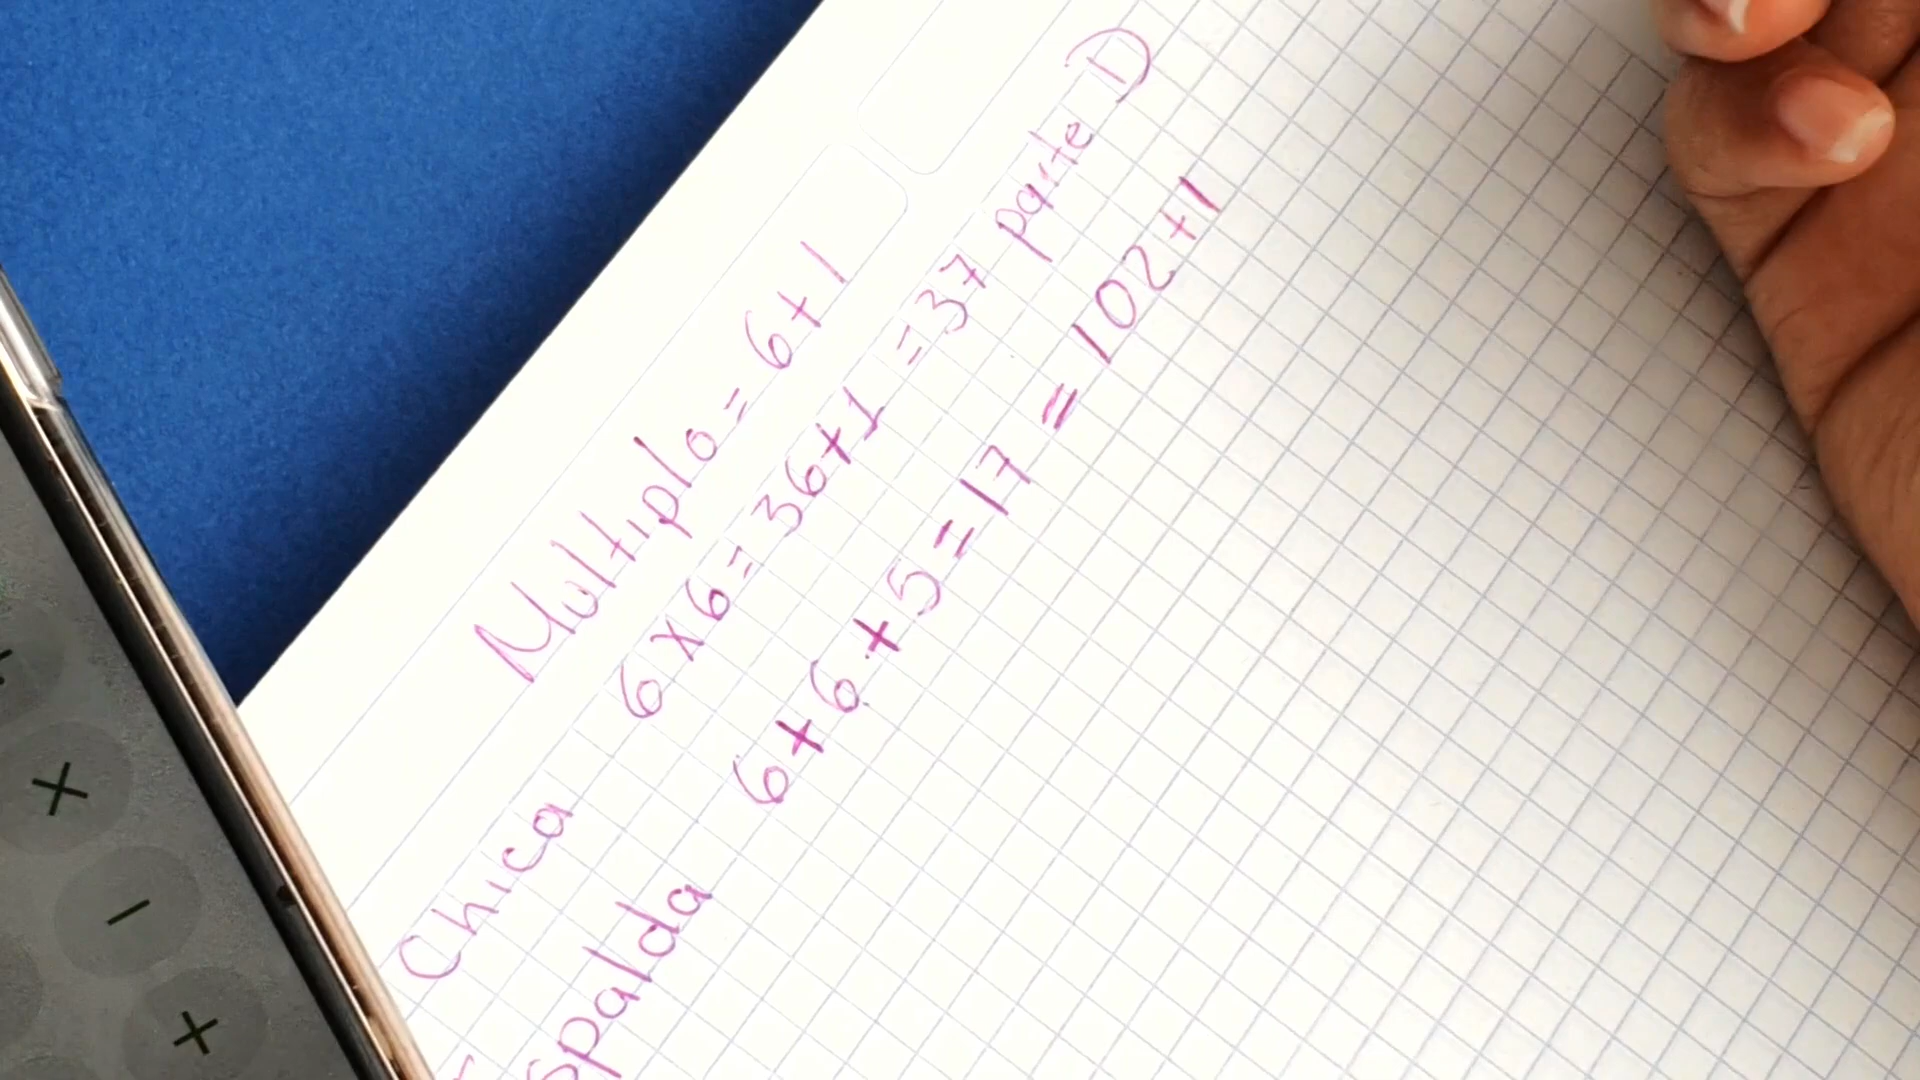 Multiplo = 6+1
Chica 6x6 = 36+1 = 37 parte D
Espalda 6+6+5 = 17 = 102+1
÷
×
−
+